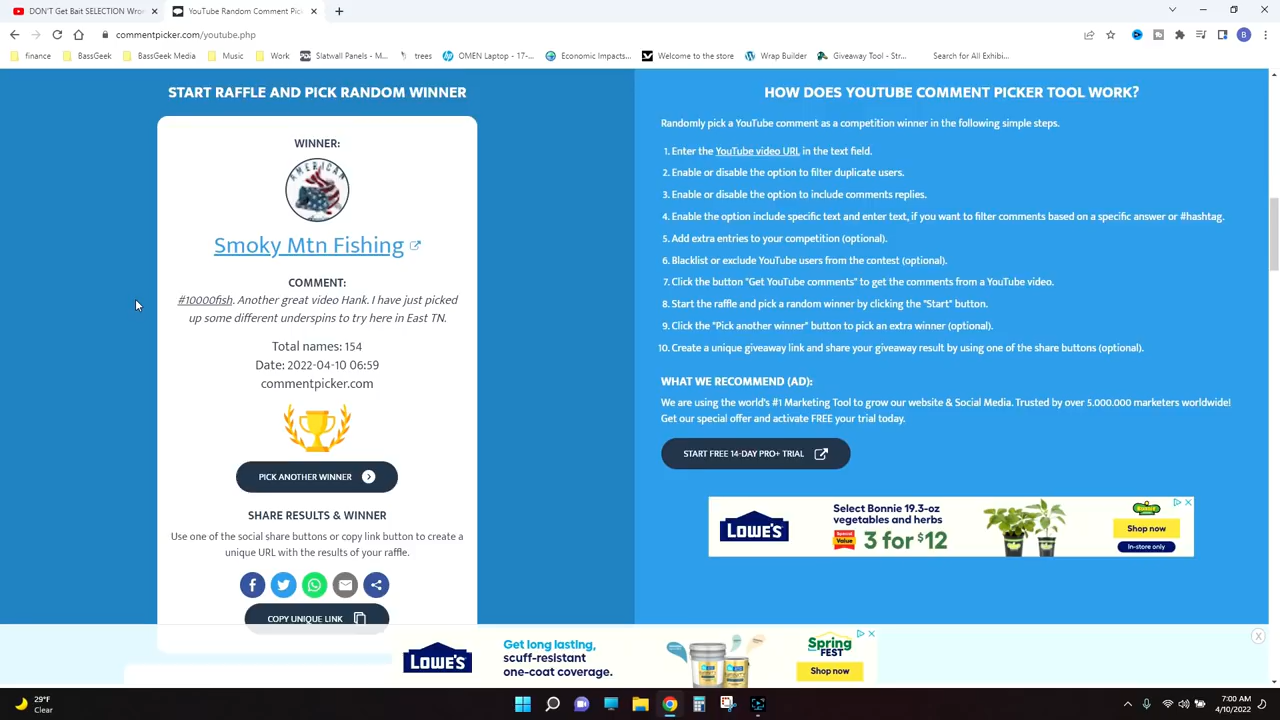 DON'T Get Bait SELECTION Wro
YouTube Random Comment Pic
commentpicker.com/youtube.php
B
finance
BassGeek
BassGeek Media
Music
Work
Slatwall Panels - M...
trees
OMEN Laptop - 17-...
Economic Impacts...
Welcome to the store
Wrap Builder
Giveaway Tool - Str...
Search for All Exhibi...
START RAFFLE AND PICK RANDOM WINNER
WINNER:
AMERICAN
Smoky Mtn Fishing
COMMENT:
#10000fish. Another great video Hank. I have just picked
up some different underspins to try here in East TN.
Total names: 154
Date: 2022-04-10 06:59
commentpicker.com
PICK ANOTHER WINNER
SHARE RESULTS & WINNER
Use one of the social share buttons or copy link button to create a
unique URL with the results of your raffle.
COPY UNIQUE LINK
HOW DOES YOUTUBE COMMENT PICKER TOOL WORK?
Randomly pick a YouTube comment as a competition winner in the following simple steps.
1. Enter the YouTube video URL in the text field.
2. Enable or disable the option to filter duplicate users.
3. Enable or disable the option to include comments replies.
4. Enable the option include specific text and enter text, if you want to filter comments based on a specific answer or #hashtag.
5. Add extra entries to your competition (optional).
6. Blacklist or exclude YouTube users from the contest (optional).
7. Click the button "Get YouTube comments" to get the comments from a YouTube video.
8. Start the raffle and pick a random winner by clicking the "Start" button.
9. Click the "Pick another winner" button to pick an extra winner (optional).
10. Create a unique giveaway link and share your giveaway result by using one of the share buttons (optional).
WHAT WE RECOMMEND (AD):
We are using the world's #1 Marketing Tool to grow our website & Social Media. Trusted by over 5.000.000 marketers worldwide!
Get our special offer and activate FREE your trial today.
START FREE 14-DAY PRO+ TRIAL
LOWE'S
Select Bonnie 19.3-oz
vegetables and herbs
Special
Value
3 for $12
Bonnie
Shop now
In-store only
LOWE'S
Get long lasting,
scuff-resistant
one-coat coverage.
Spring
FEST
Shop now
29°F
Clear
7:00 AM
4/10/2022